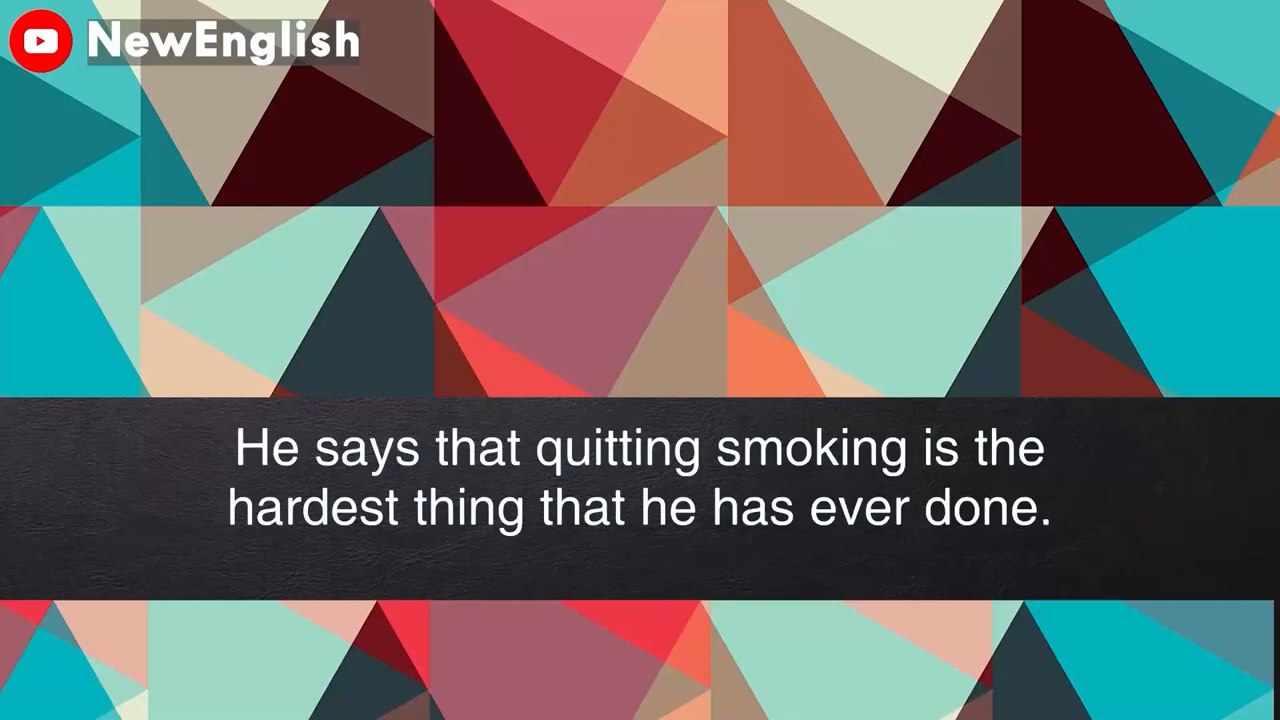 NewEnglish
He says that quitting smoking is the
hardest thing that he has ever done.